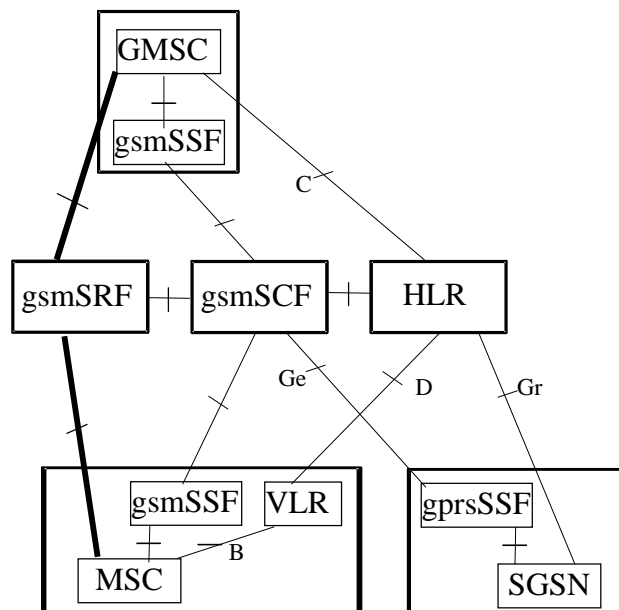 GMSC
gsmSSF
C
gsmSRF
gsmSCF
HLR
Ge
D
Gr
gsmSSF
VLR
gprsSSF
B
MSC
SGSN